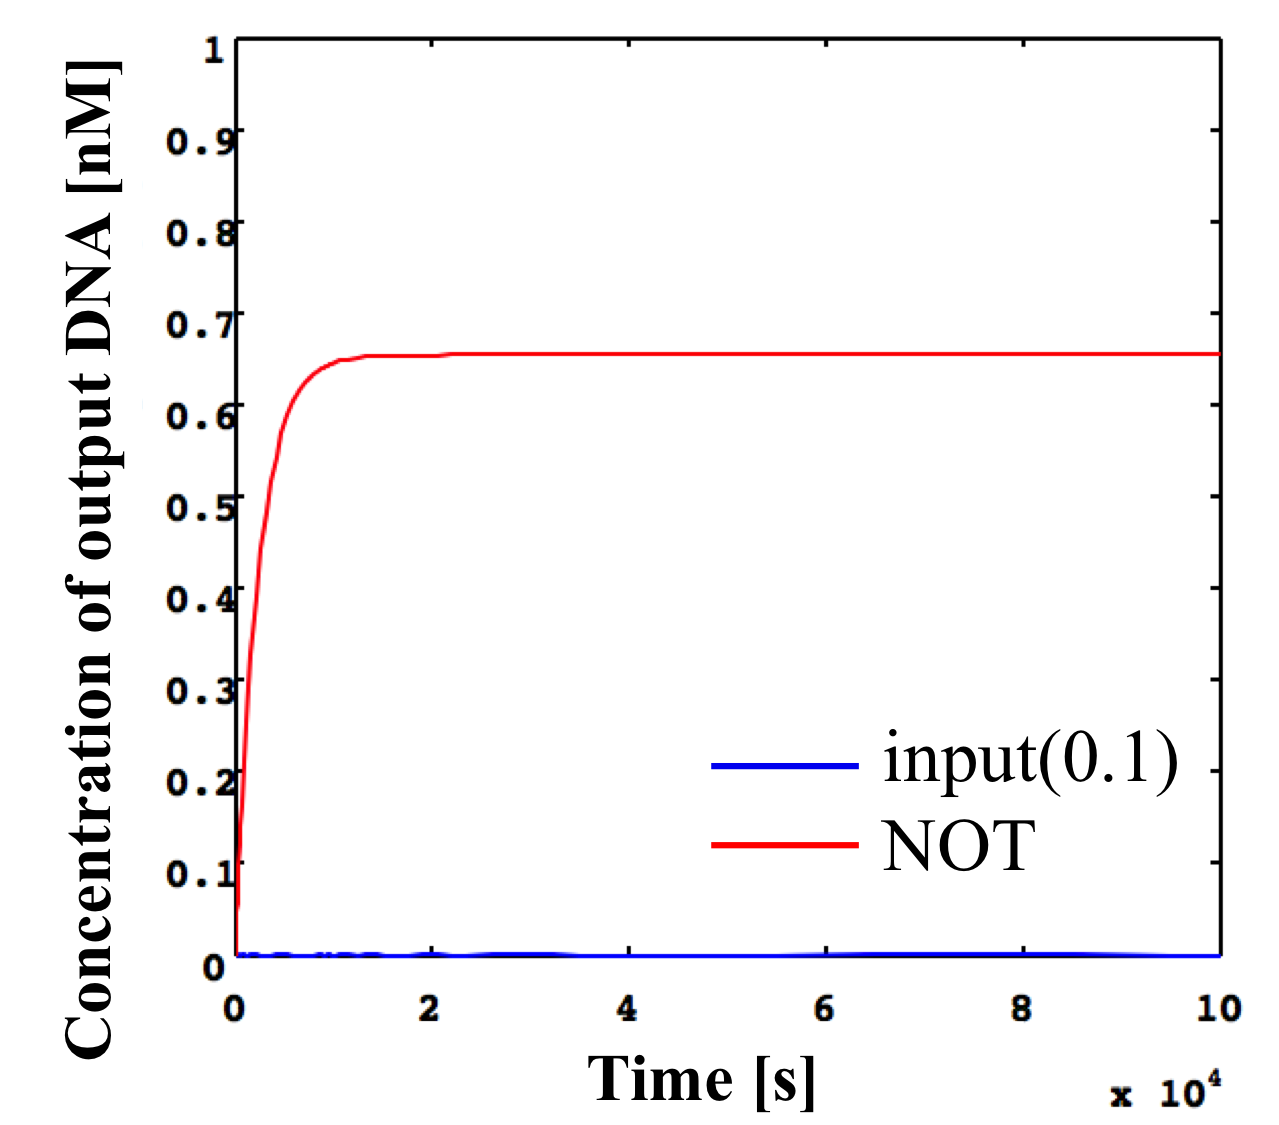 Concentration of output DNA [nM]
1
0.9
0.8
0.7
0.6
0.5
0.4
0.3
0.2
0.1
0
input(0.1)
NOT
0 2 4 6 8 10
Time [s]
x 10⁴